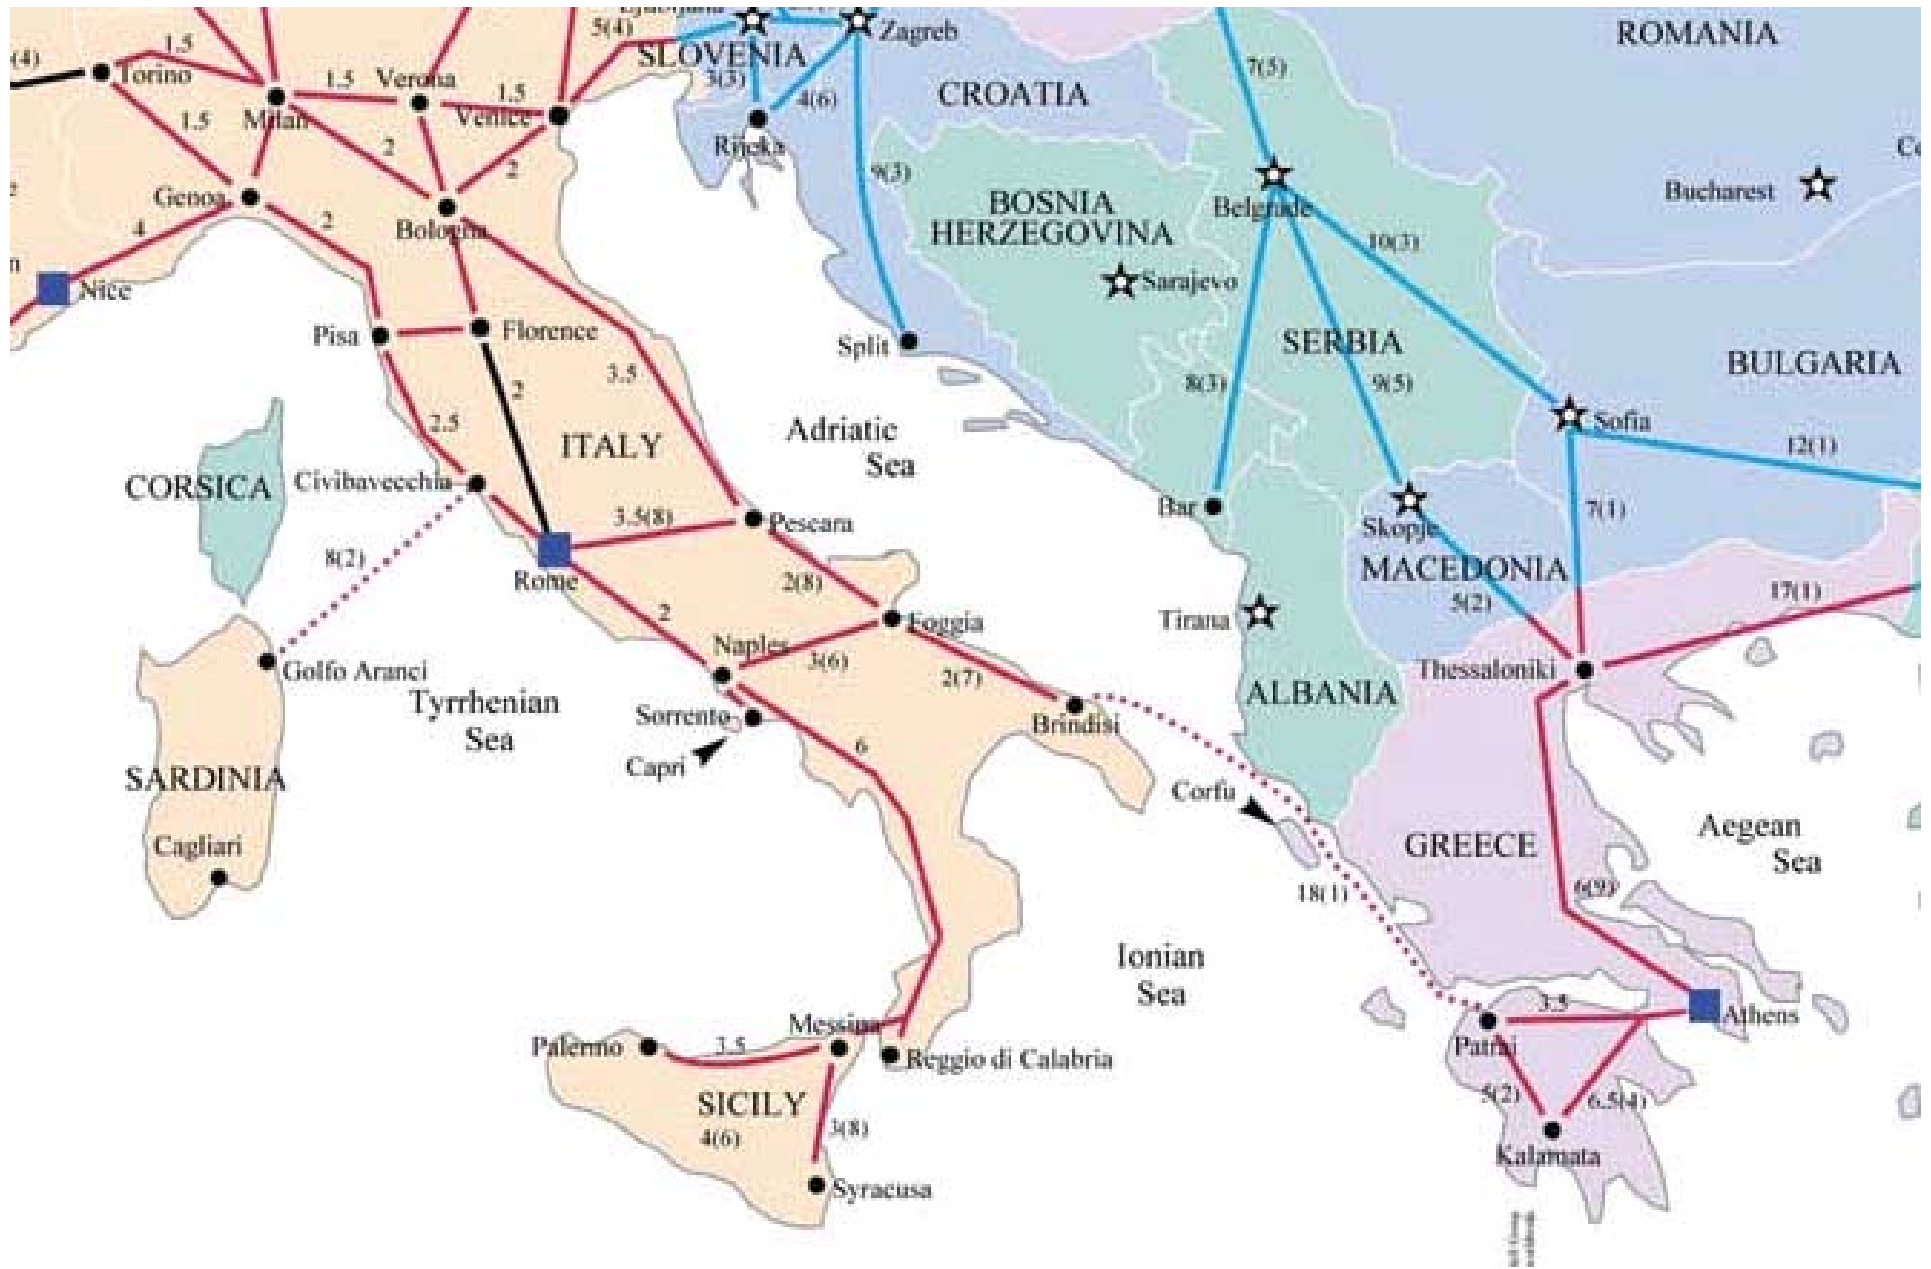 5(4)
Zagreb
ROMANIA
1.5
(4)
Torino
1.5
Verona
1.5
SLOVENIA
3(3)
4(6)
CROATIA
7(5)
1.5
Milan
Venice
2
2
Rijeka
9(3)
Genoa
2
4
Bologna
BOSNIA
HERZEGOVINA
Belgrade
Bucharest
10(3)
Nice
Sarajevo
Pisa
Florence
Split
SERBIA
BULGARIA
2
3.5
8(3)
9(5)
2.5
ITALY
Adriatic
Sea
Sofia
12(1)
CORSICA
Civibavecchia
3.5(8)
Pescara
Bar
Skopje
7(1)
8(2)
Rome
2(8)
MACEDONIA
5(2)
17(1)
2
Foggia
Tirana
Naples
3(6)
2(7)
Golfo Aranci
Thessaloniki
Tyrrhenian
Sea
Sorrento
Brindisi
ALBANIA
Capri
6
SARDINIA
Corfu
Cagliari
GREECE
Aegean
Sea
18(1)
6(9)
Ionian
Sea
3.5
Athens
Messina
Palermo
3.5
Reggio di Calabria
Patrai
SICILY
4(6)
3(8)
5(2)
6.5(4)
Kalamata
Syracusa